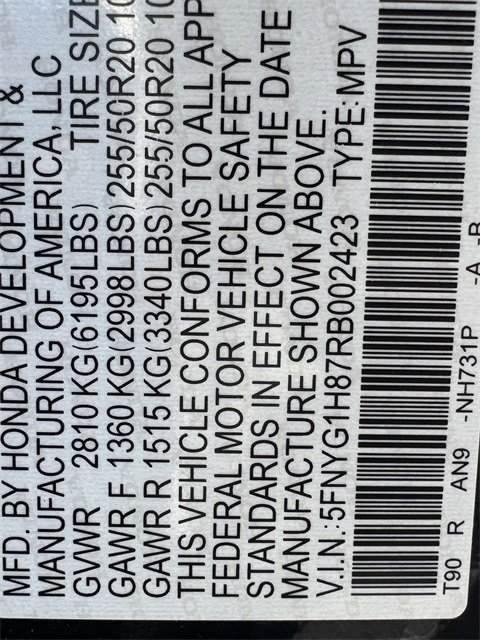 MFD. BY HONDA DEVELOPMENT &
MANUFACTURING OF AMERICA, LLC
GVWR 2810 KG(6195LBS) TIRE SIZE
GAWR F 1360 KG(2998LBS) 255/50R20 10
GAWR R 1515 KG(3340LBS) 255/50R20 10
THIS VEHICLE CONFORMS TO ALL APP
FEDERAL MOTOR VEHICLE SAFETY
STANDARDS IN EFFECT ON THE DATE
MANUFACTURE SHOWN ABOVE.
V.I.N.:5FNYG1H87RB002423 TYPE:MPV
T90 R AN9 -NH731P -A -B